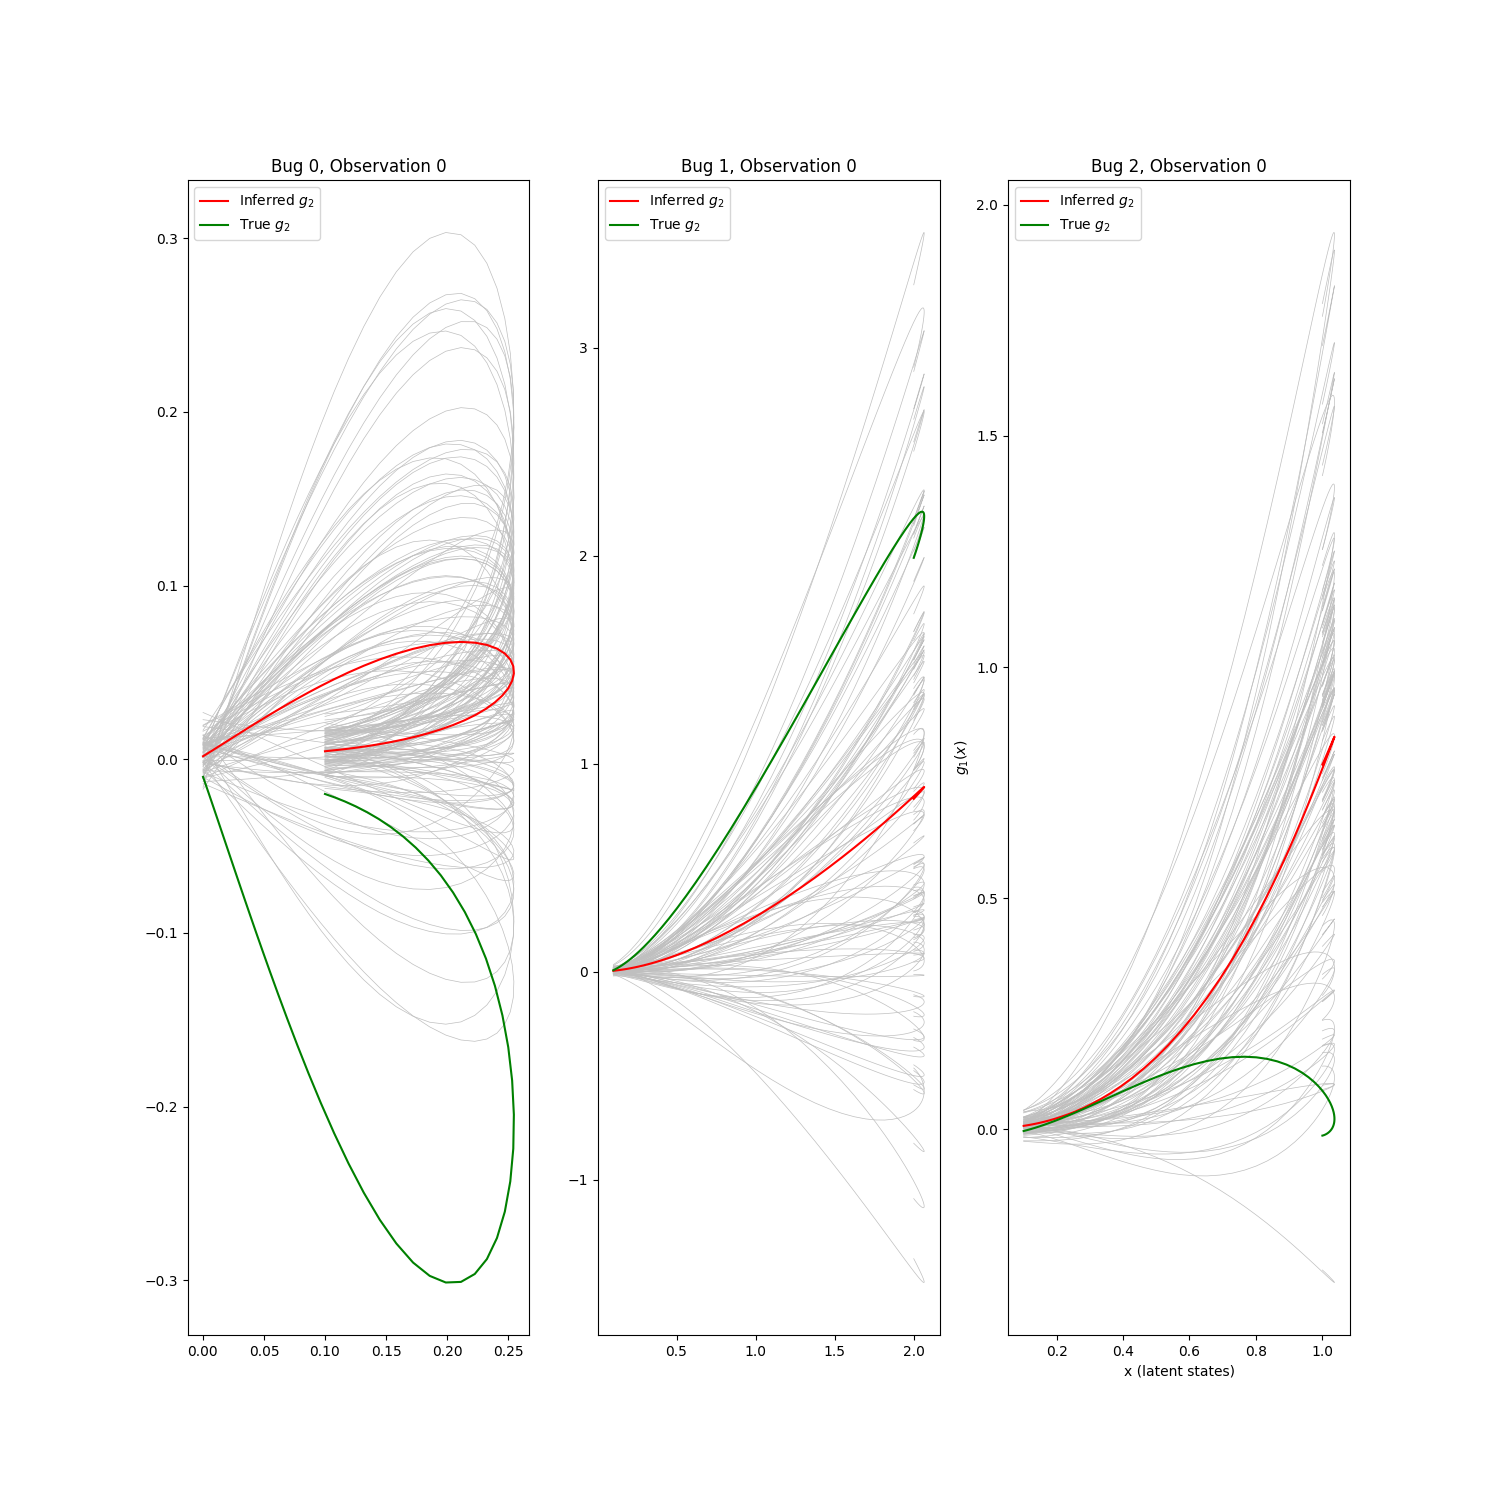 Bug 0, Observation 0
Inferred g₂
True g₂
0.3
0.2
0.1
0.0
−0.1
−0.2
−0.3
0.00 0.05 0.10 0.15 0.20 0.25
Bug 1, Observation 0
Inferred g₂
True g₂
3
2
1
0
−1
0.5 1.0 1.5 2.0
Bug 2, Observation 0
Inferred g₂
True g₂
g₁(x)
2.0
1.5
1.0
0.5
0.0
0.2 0.4 0.6 0.8 1.0
x (latent states)